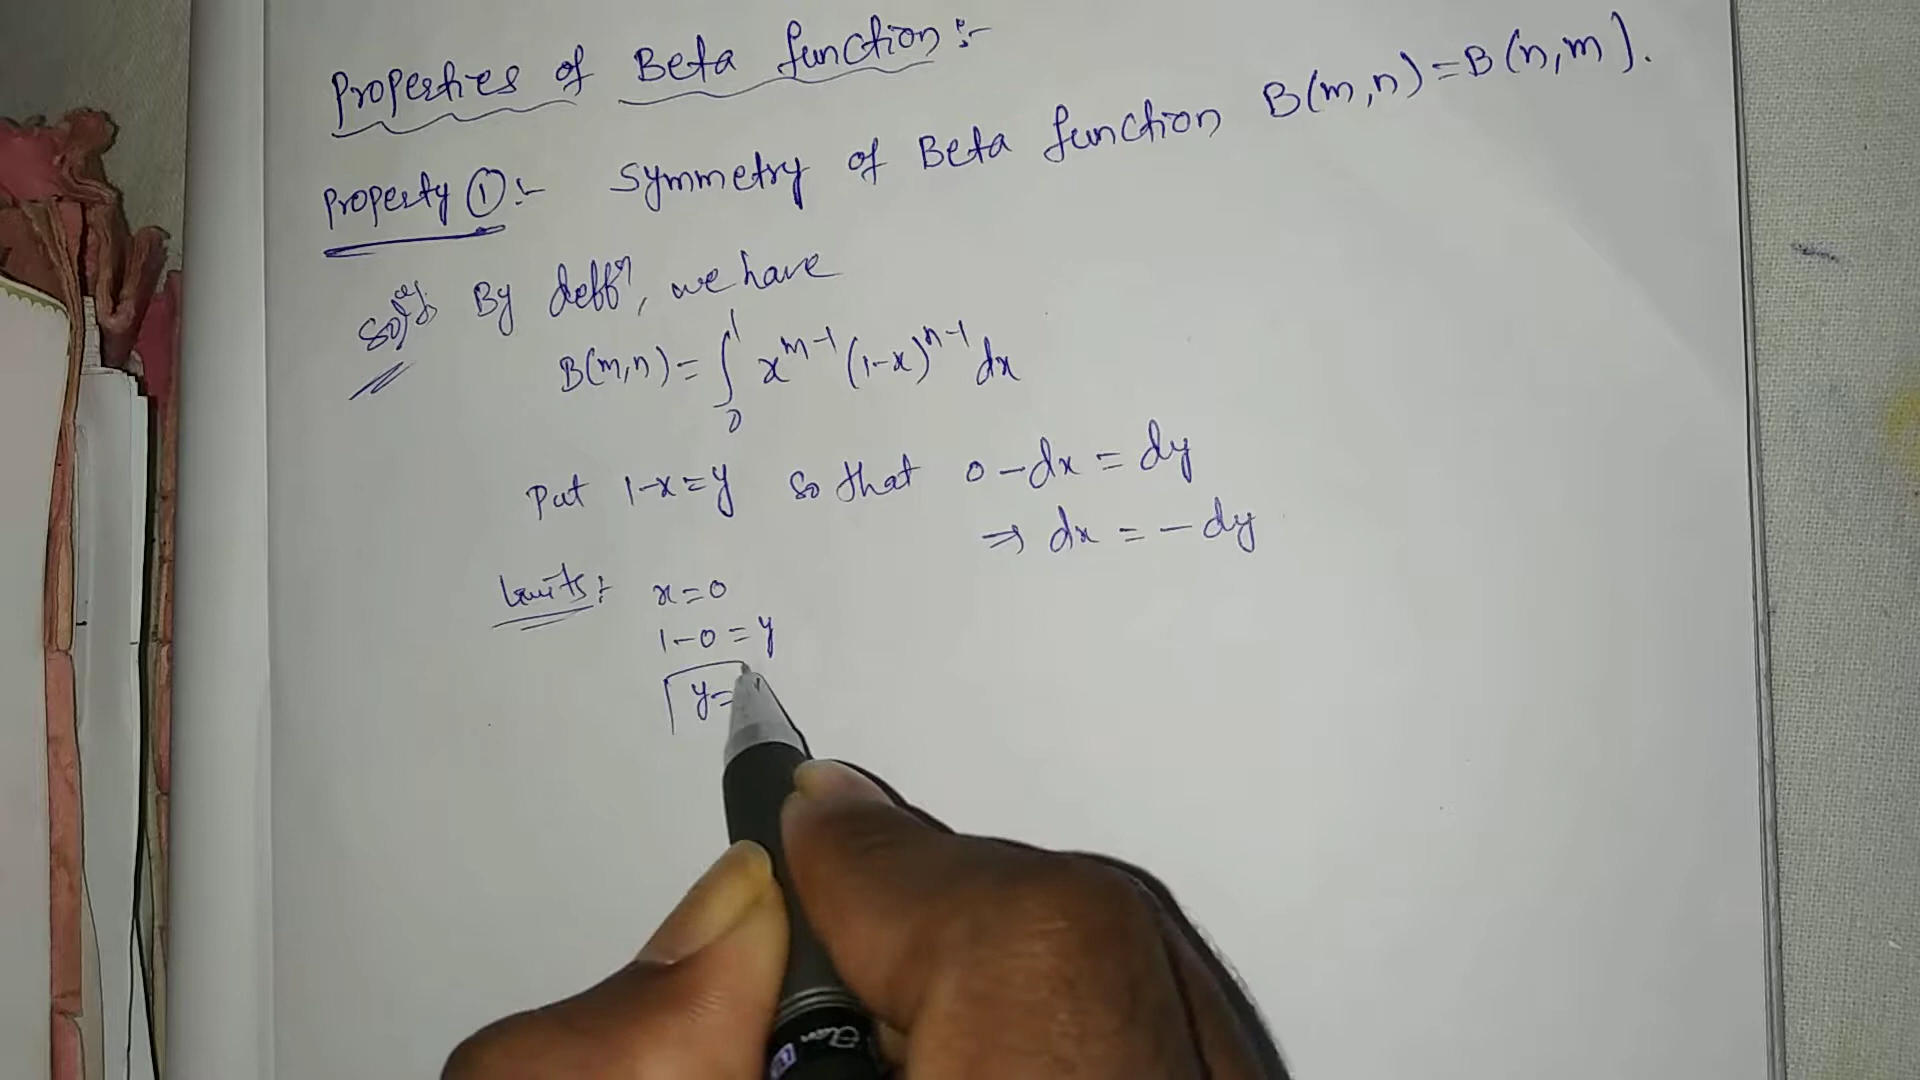 Properties of Beta function :-
Property ① :- Symmetry of Beta function B(m,n) = B(n,m).
By deffⁿ, we have
B(m,n) = ∫₀¹ x^{m-1} (1-x)^{n-1} dx
Put 1-x=y so that 0-dx = dy
⇒ dx = -dy
Limits: x=0
1-0=y
y=